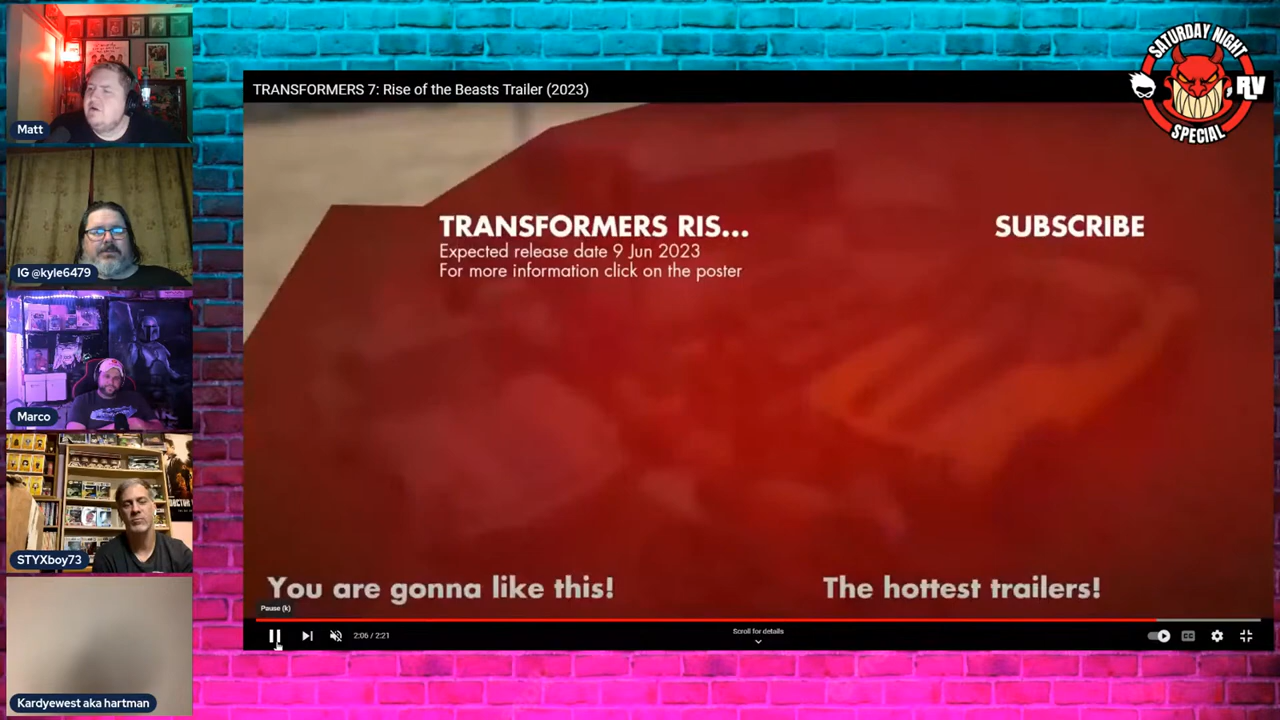 TRANSFORMERS 7: Rise of the Beasts Trailer (2023)
SATURDAY NIGHT
RV
SPECIAL
Matt
IG @kyle6479
Marco
STYXboy73
Kardyewest aka hartman
TRANSFORMERS RIS...
Expected release date 9 Jun 2023
For more information click on the poster
SUBSCRIBE
You are gonna like this!
The hottest trailers!
Pause (k)
2:06 / 2:21
Scroll for details
CC